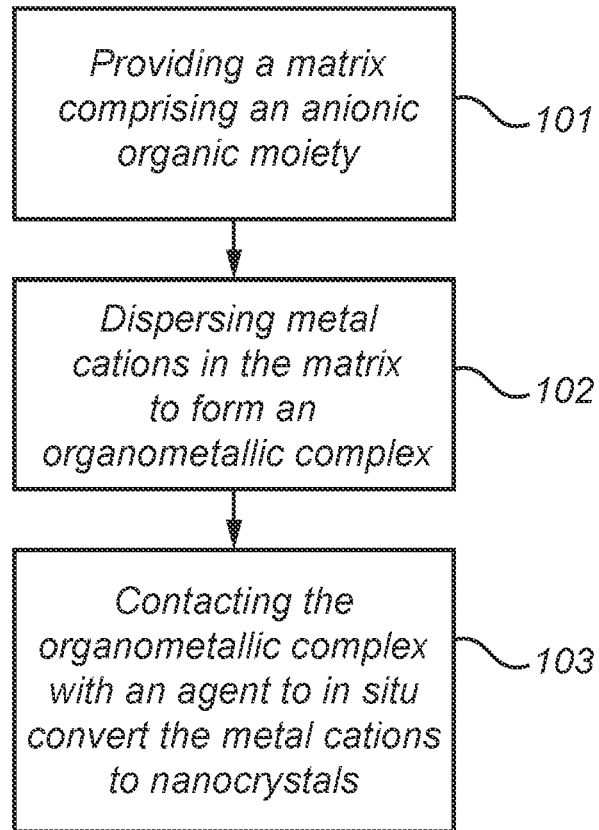 Providing a matrix
comprising an anionic
organic moiety
101
Dispersing metal
cations in the matrix
to form an
organometallic complex
102
Contacting the
organometallic complex
with an agent to in situ
convert the metal cations
to nanocrystals
103